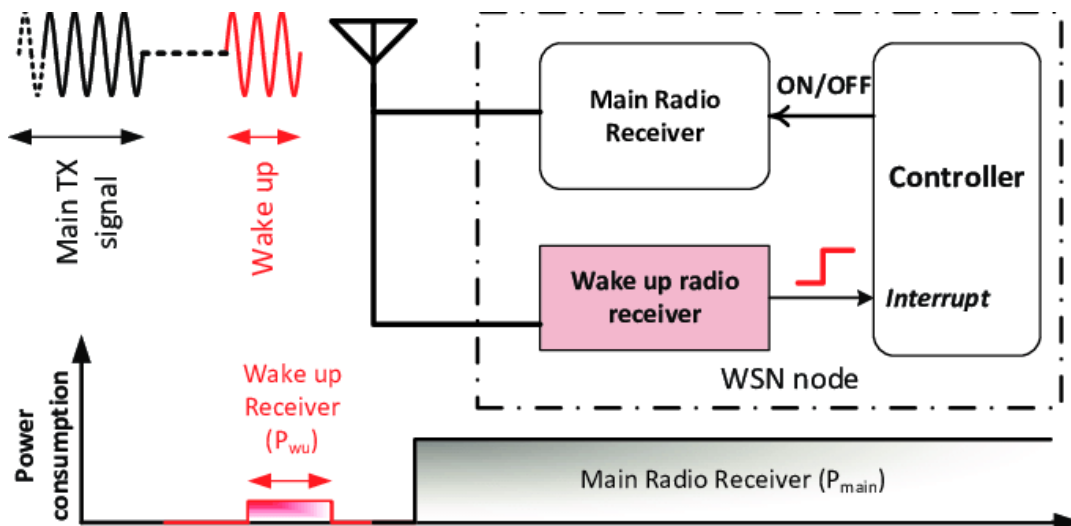 Main TX
signal
Wake up
Main Radio
Receiver
ON/OFF
Controller
Wake up radio
receiver
Interrupt
WSN node
Power
consumption
Wake up
Receiver
(Pwu)
Main Radio Receiver (Pmain)